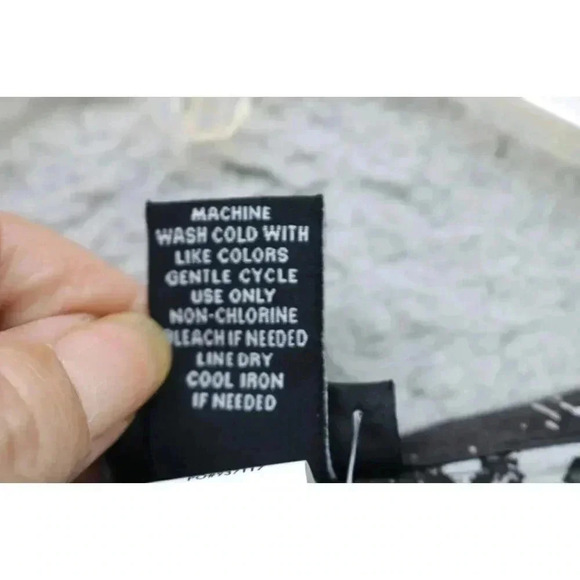 MACHINE
WASH COLD WITH
LIKE COLORS
GENTLE CYCLE
USE ONLY
NON-CHLORINE
BLEACH IF NEEDED
LINE DRY
COOL IRON
IF NEEDED